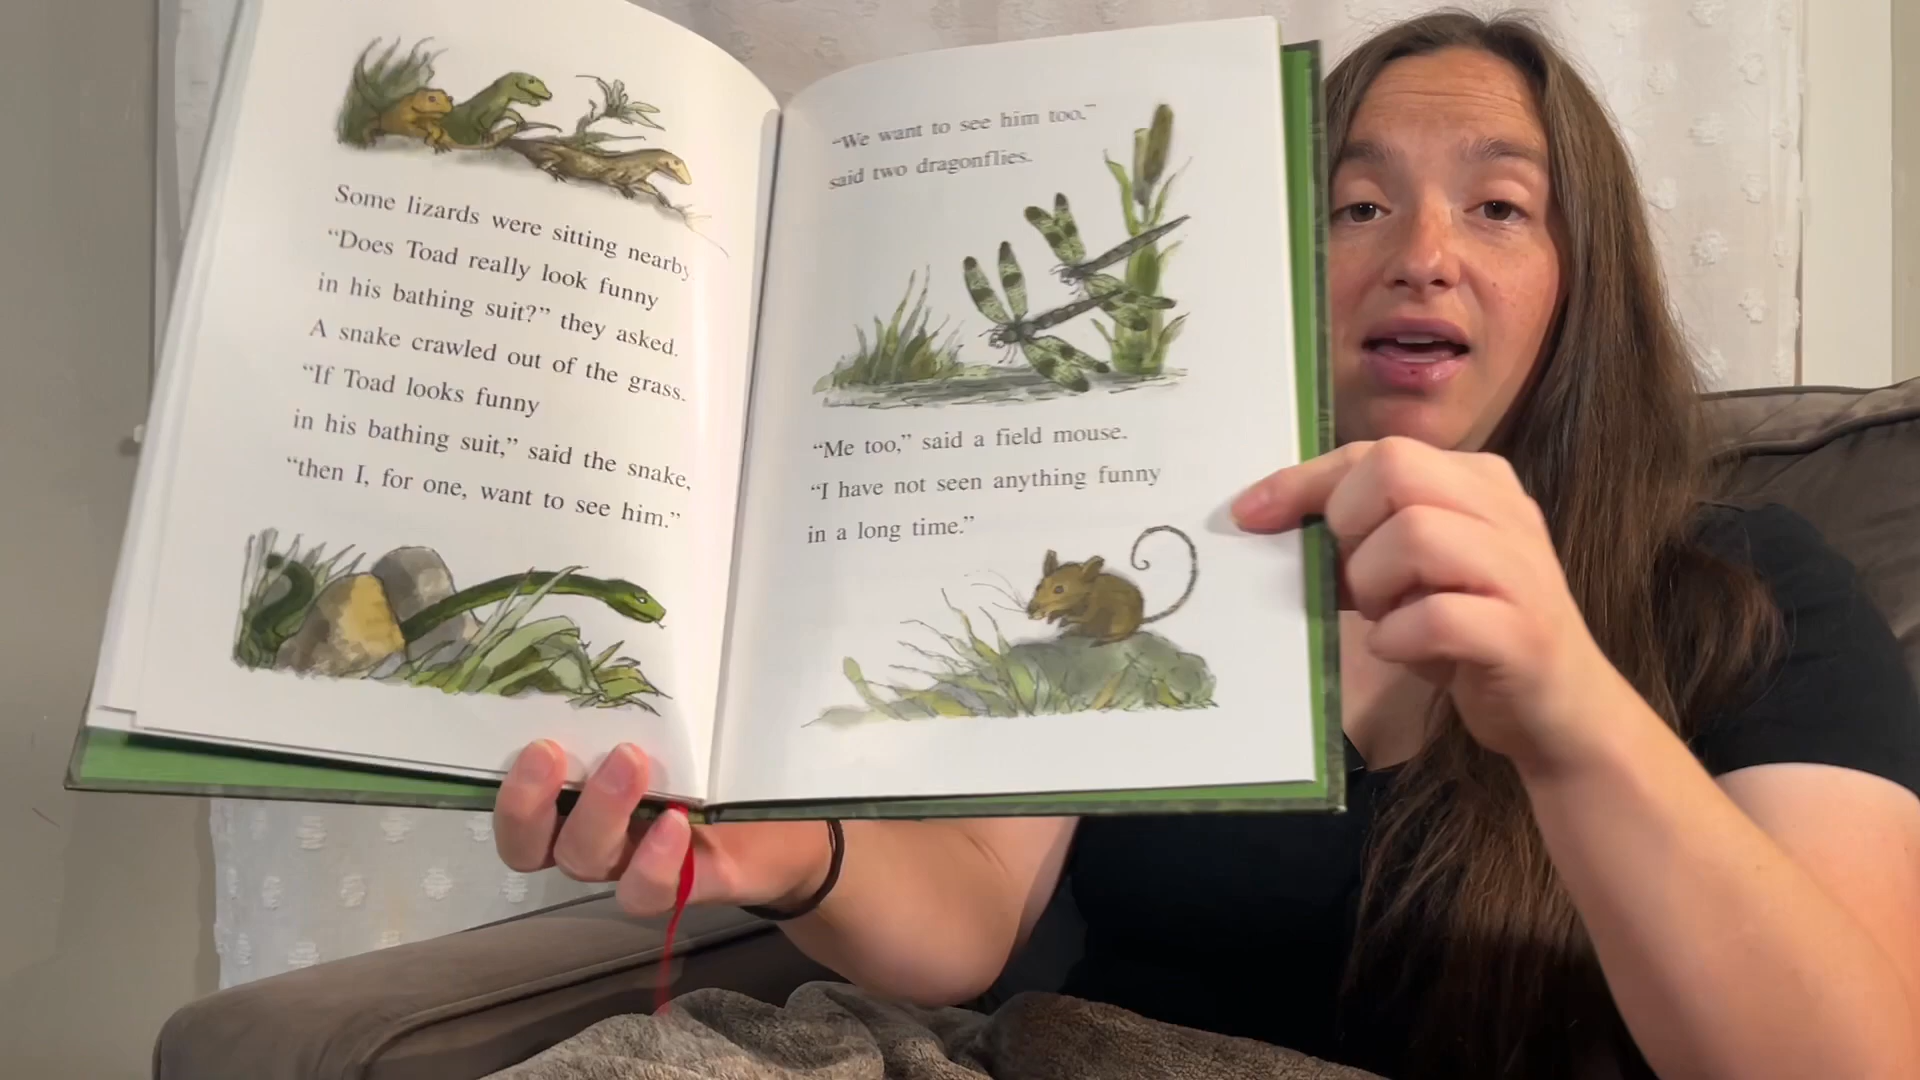 Some lizards were sitting nearby.
“Does Toad really look funny
in his bathing suit?” they asked.
A snake crawled out of the grass.
“If Toad looks funny
in his bathing suit,” said the snake,
“then I, for one, want to see him.”
“We want to see him too,”
said two dragonflies.
“Me too,” said a field mouse.
“I have not seen anything funny
in a long time.”